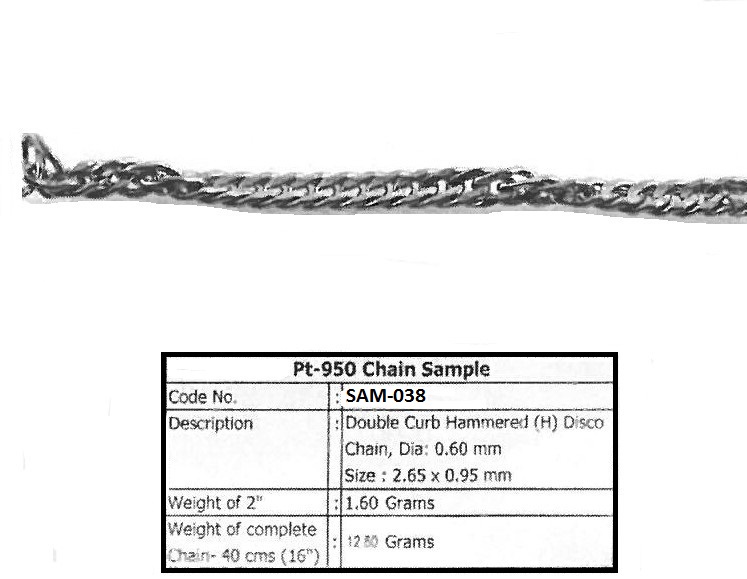 Pt-950 Chain Sample
Code No. : SAM-038
Description : Double Curb Hammered (H) Disco
Chain, Dia: 0.60 mm
Size : 2.65 x 0.95 mm
Weight of 2" : 1.60 Grams
Weight of complete
Chain- 40 cms (16") : 12.80 Grams